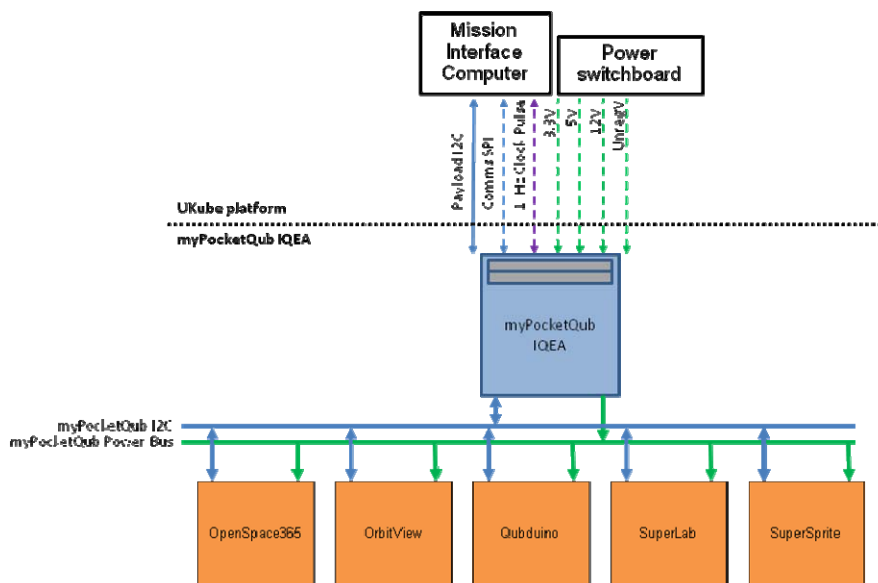 Mission
Interface
Computer
Power
switchboard
Payload I2C
Comms SPI
1 Hz Clock Pulse
3.3V
5V
12V
UnregV
UKube platform
myPocketQub IQEA
myPocketQub
IQEA
myPocketQub I2C
myPocketQub Power Bus
OpenSpace365
OrbitView
Qubduino
SuperLab
SuperSprite